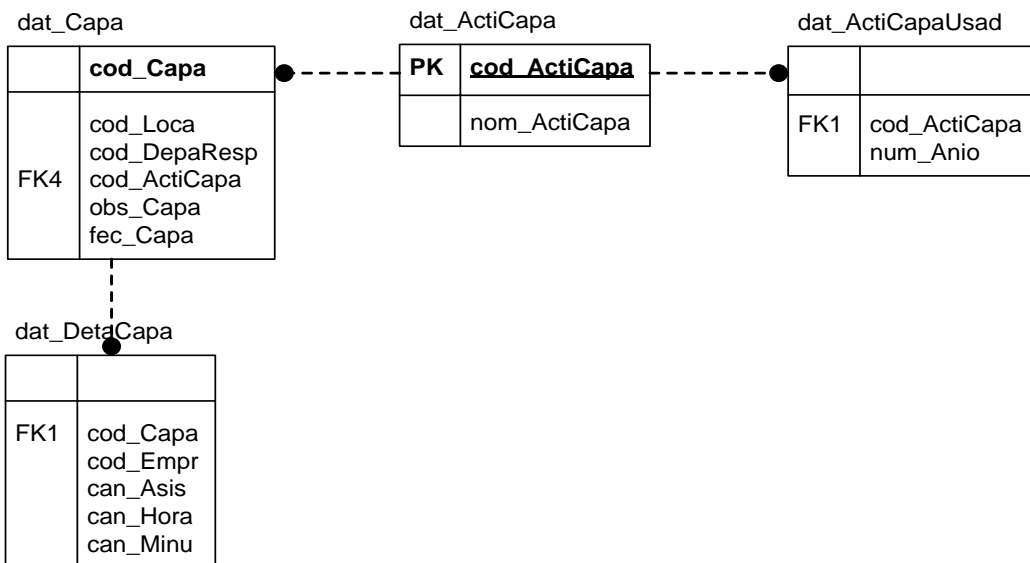 dat_Capa
cod_Capa
cod_Loca
cod_DepaResp
FK4 cod_ActiCapa
obs_Capa
fec_Capa
dat_ActiCapa
PK cod_ActiCapa
nom_ActiCapa
dat_ActiCapaUsad
FK1 cod_ActiCapa
num_Anio
dat_DetaCapa
FK1 cod_Capa
cod_Empr
can_Asis
can_Hora
can_Minu